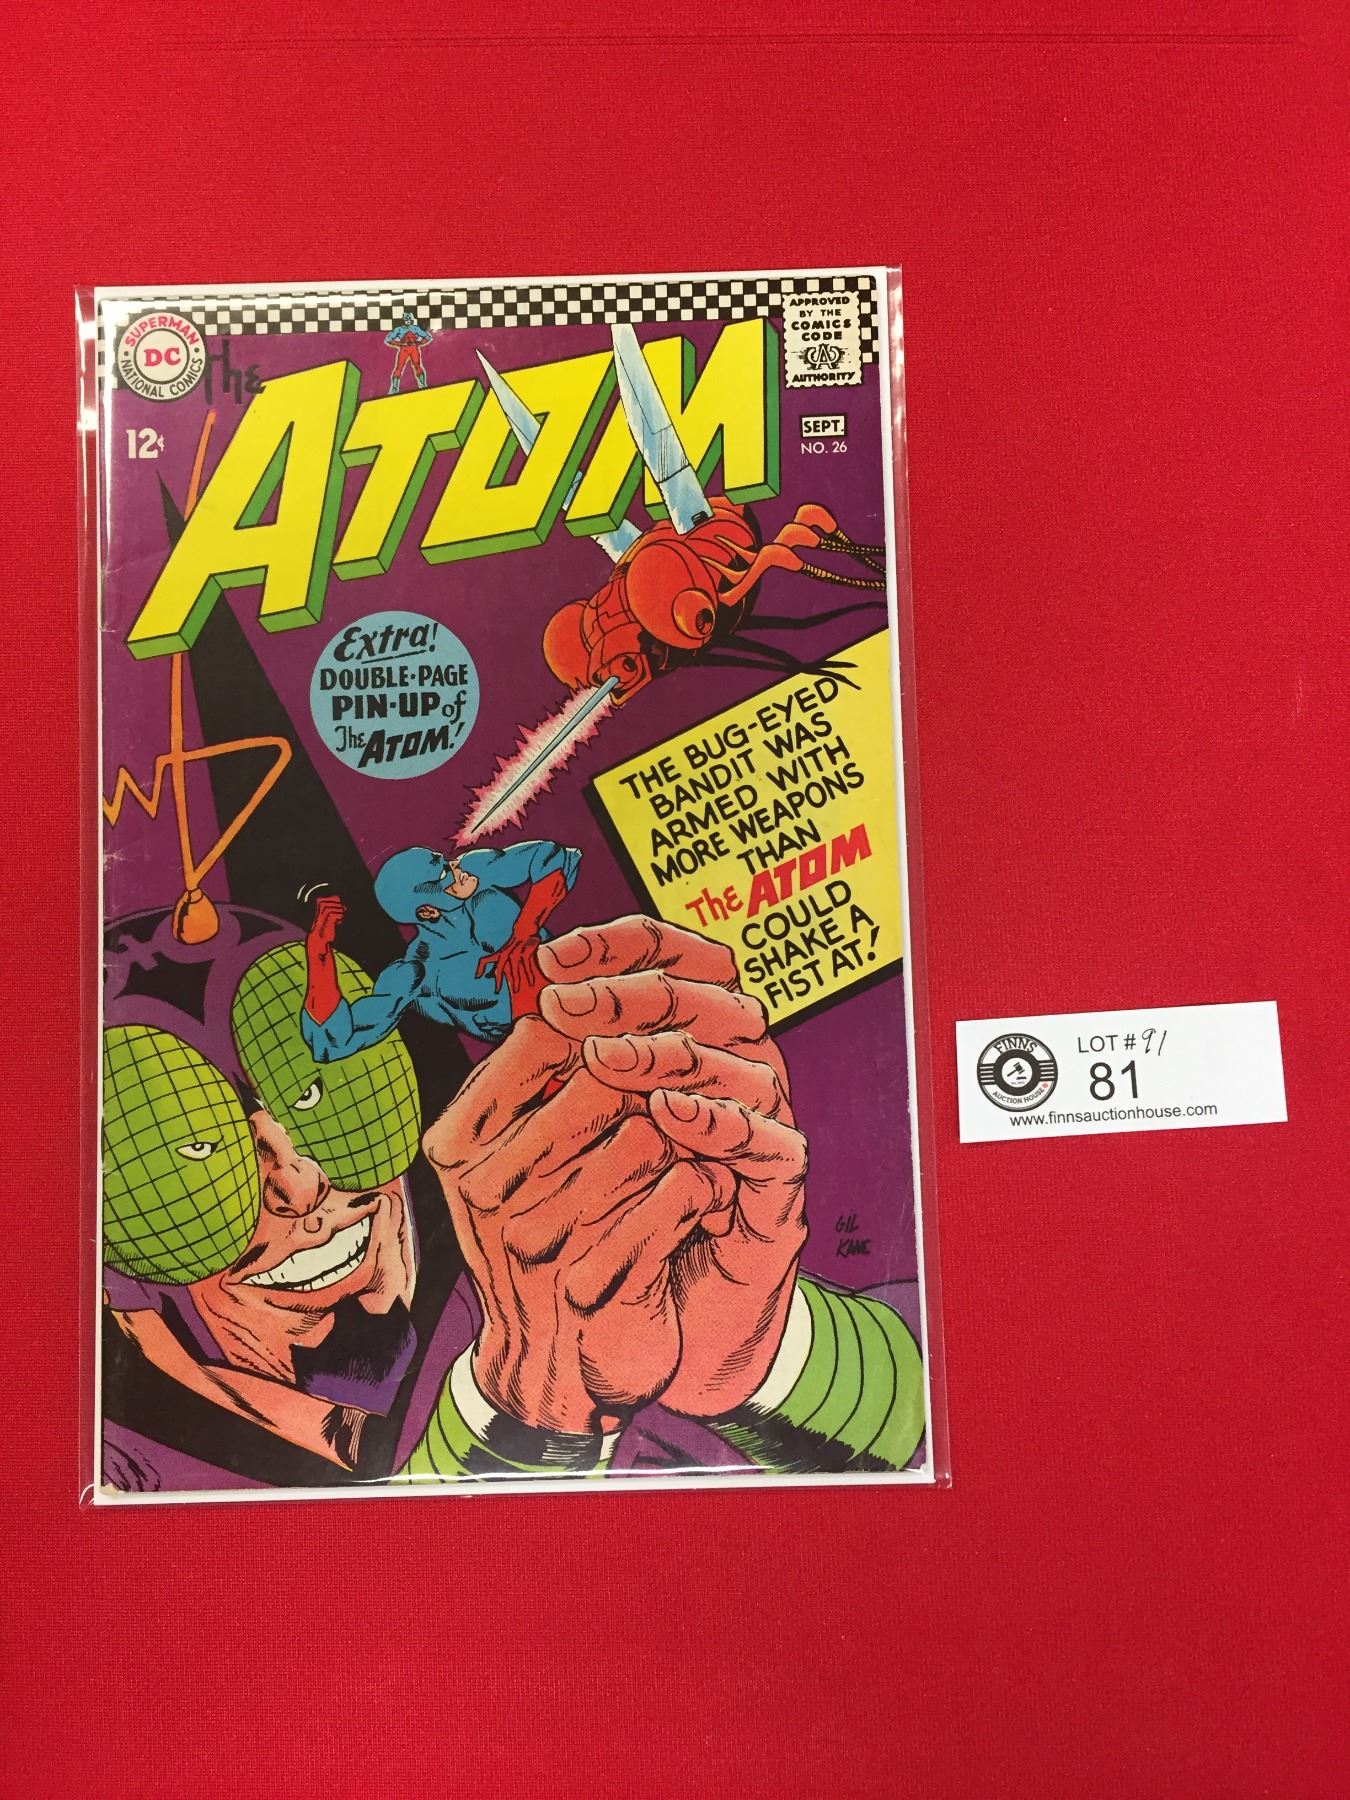 SUPERMAN
DC
NATIONAL COMICS
The
ATOM
APPROVED
BY THE
COMICS
CODE
A
AUTHORITY
12¢
SEPT.
NO. 26
Extra!
DOUBLE-PAGE
PIN-UP of
The ATOM!
THE BUG-EYED
BANDIT WAS
ARMED WITH
MORE WEAPONS
THAN
The ATOM
COULD
SHAKE A
FIST AT!
GIL
KANE
FINNS
AUCTION HOUSE
LOT # 91
81
www.finnsauctionhouse.com